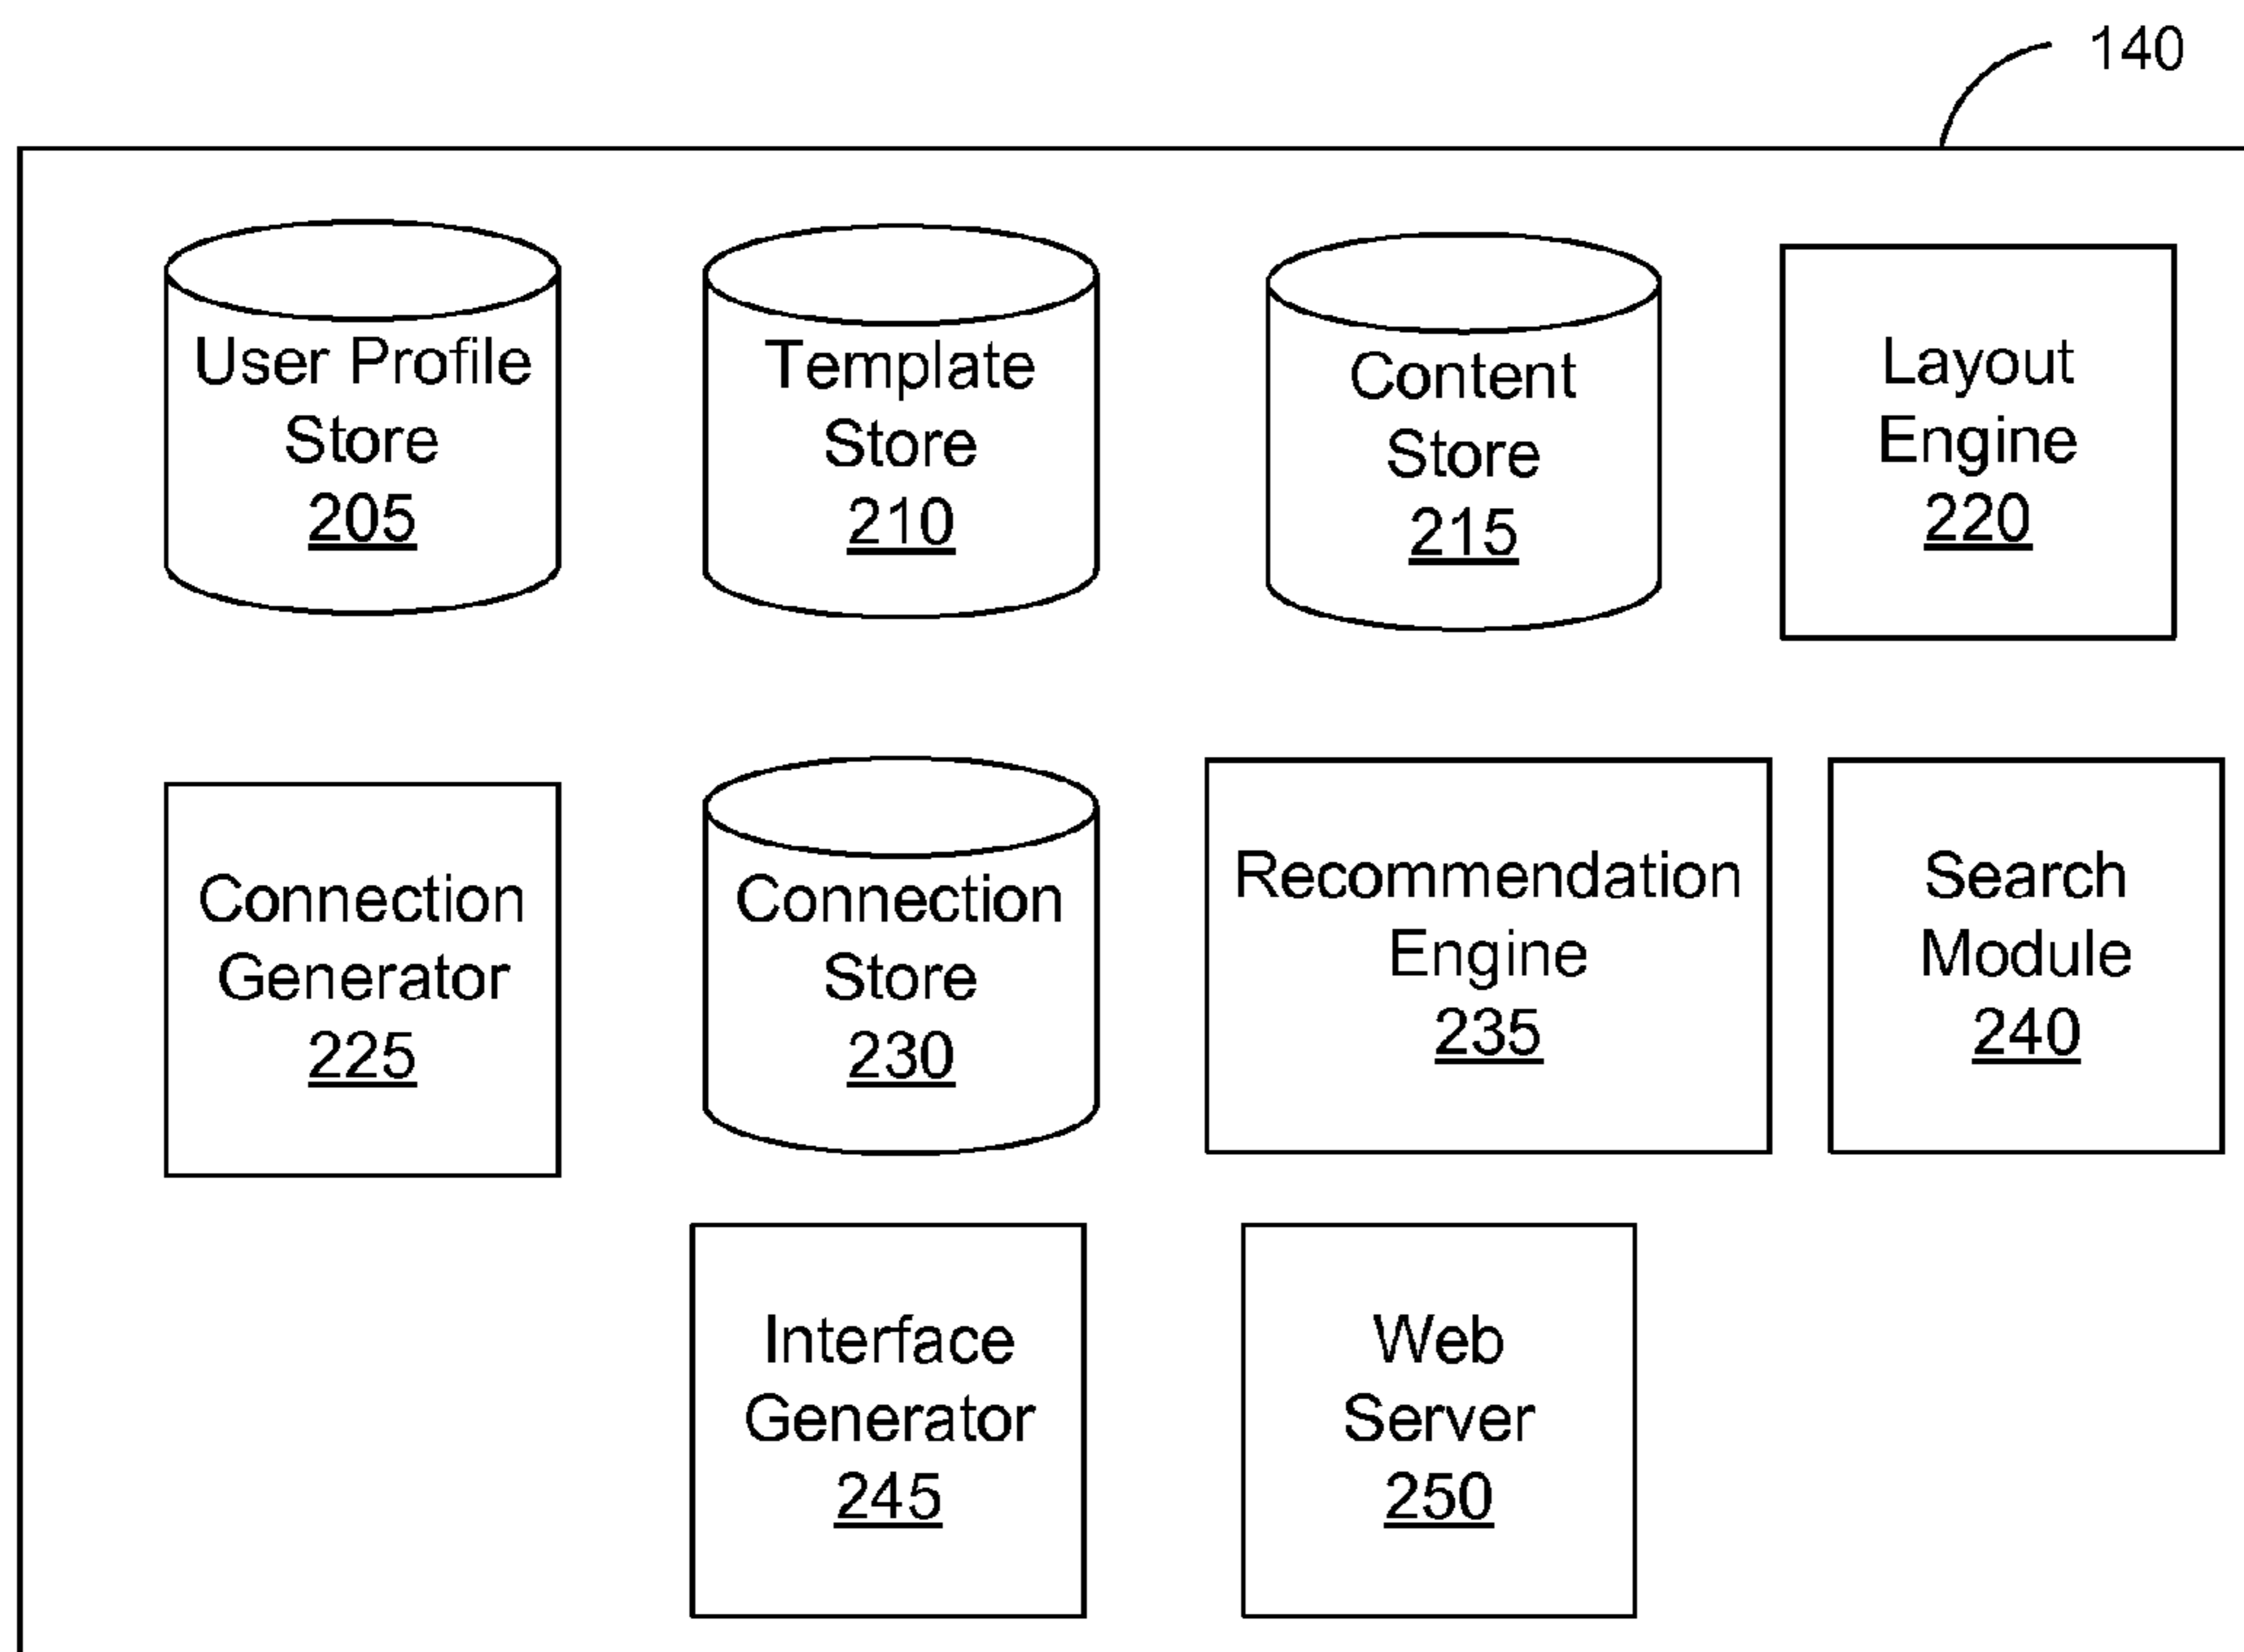 140
User Profile
Store
205
Template
Store
210
Content
Store
215
Layout
Engine
220
Connection
Generator
225
Connection
Store
230
Recommendation
Engine
235
Search
Module
240
Interface
Generator
245
Web
Server
250